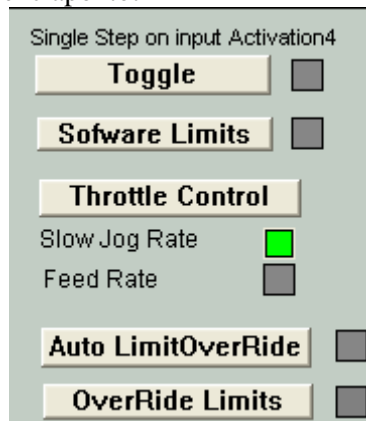 Single Step on input Activation4
Toggle
Sofware Limits
Throttle Control
Slow Jog Rate
Feed Rate
Auto LimitOverRide
OverRide Limits